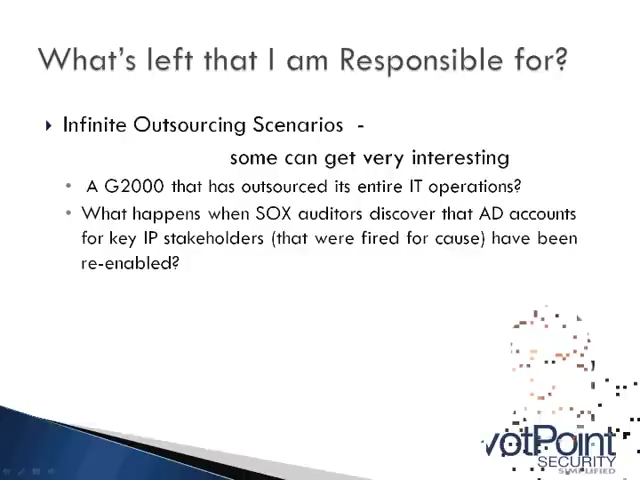 What's left that I am Responsible for?
Infinite Outsourcing Scenarios -
some can get very interesting
A G2000 that has outsourced its entire IT operations?
What happens when SOX auditors discover that AD accounts
for key IP stakeholders (that were fired for cause) have been
re-enabled?
votPoint
SECURITY
SIMPLIFIED